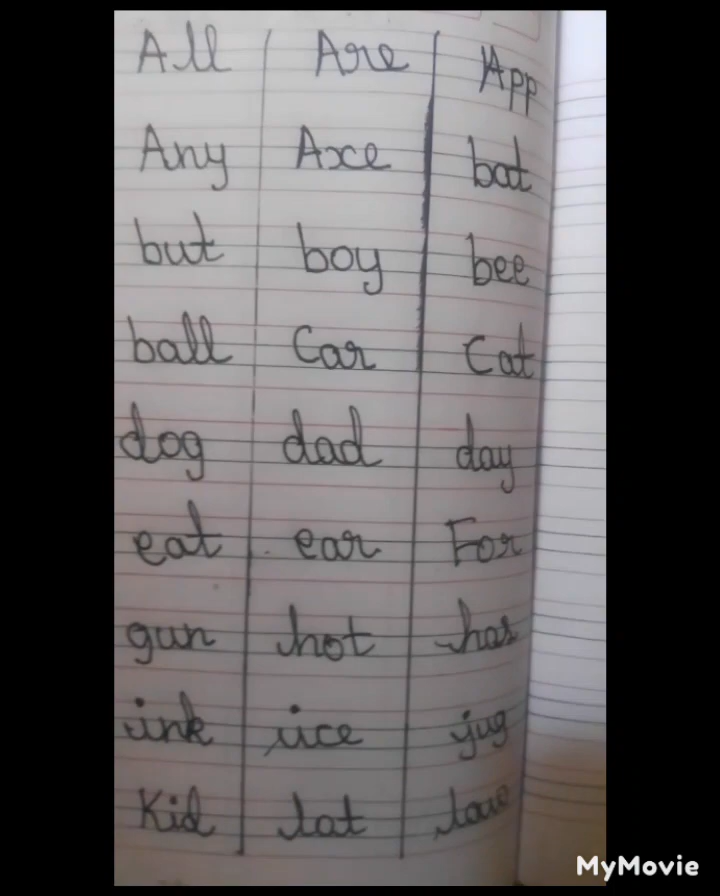 All Are App
Any Axe bat
but boy bee
ball Car Cat
dog dad day
eat ear For
gun hot has
ink ice jug
Kid lat love
MyMovie